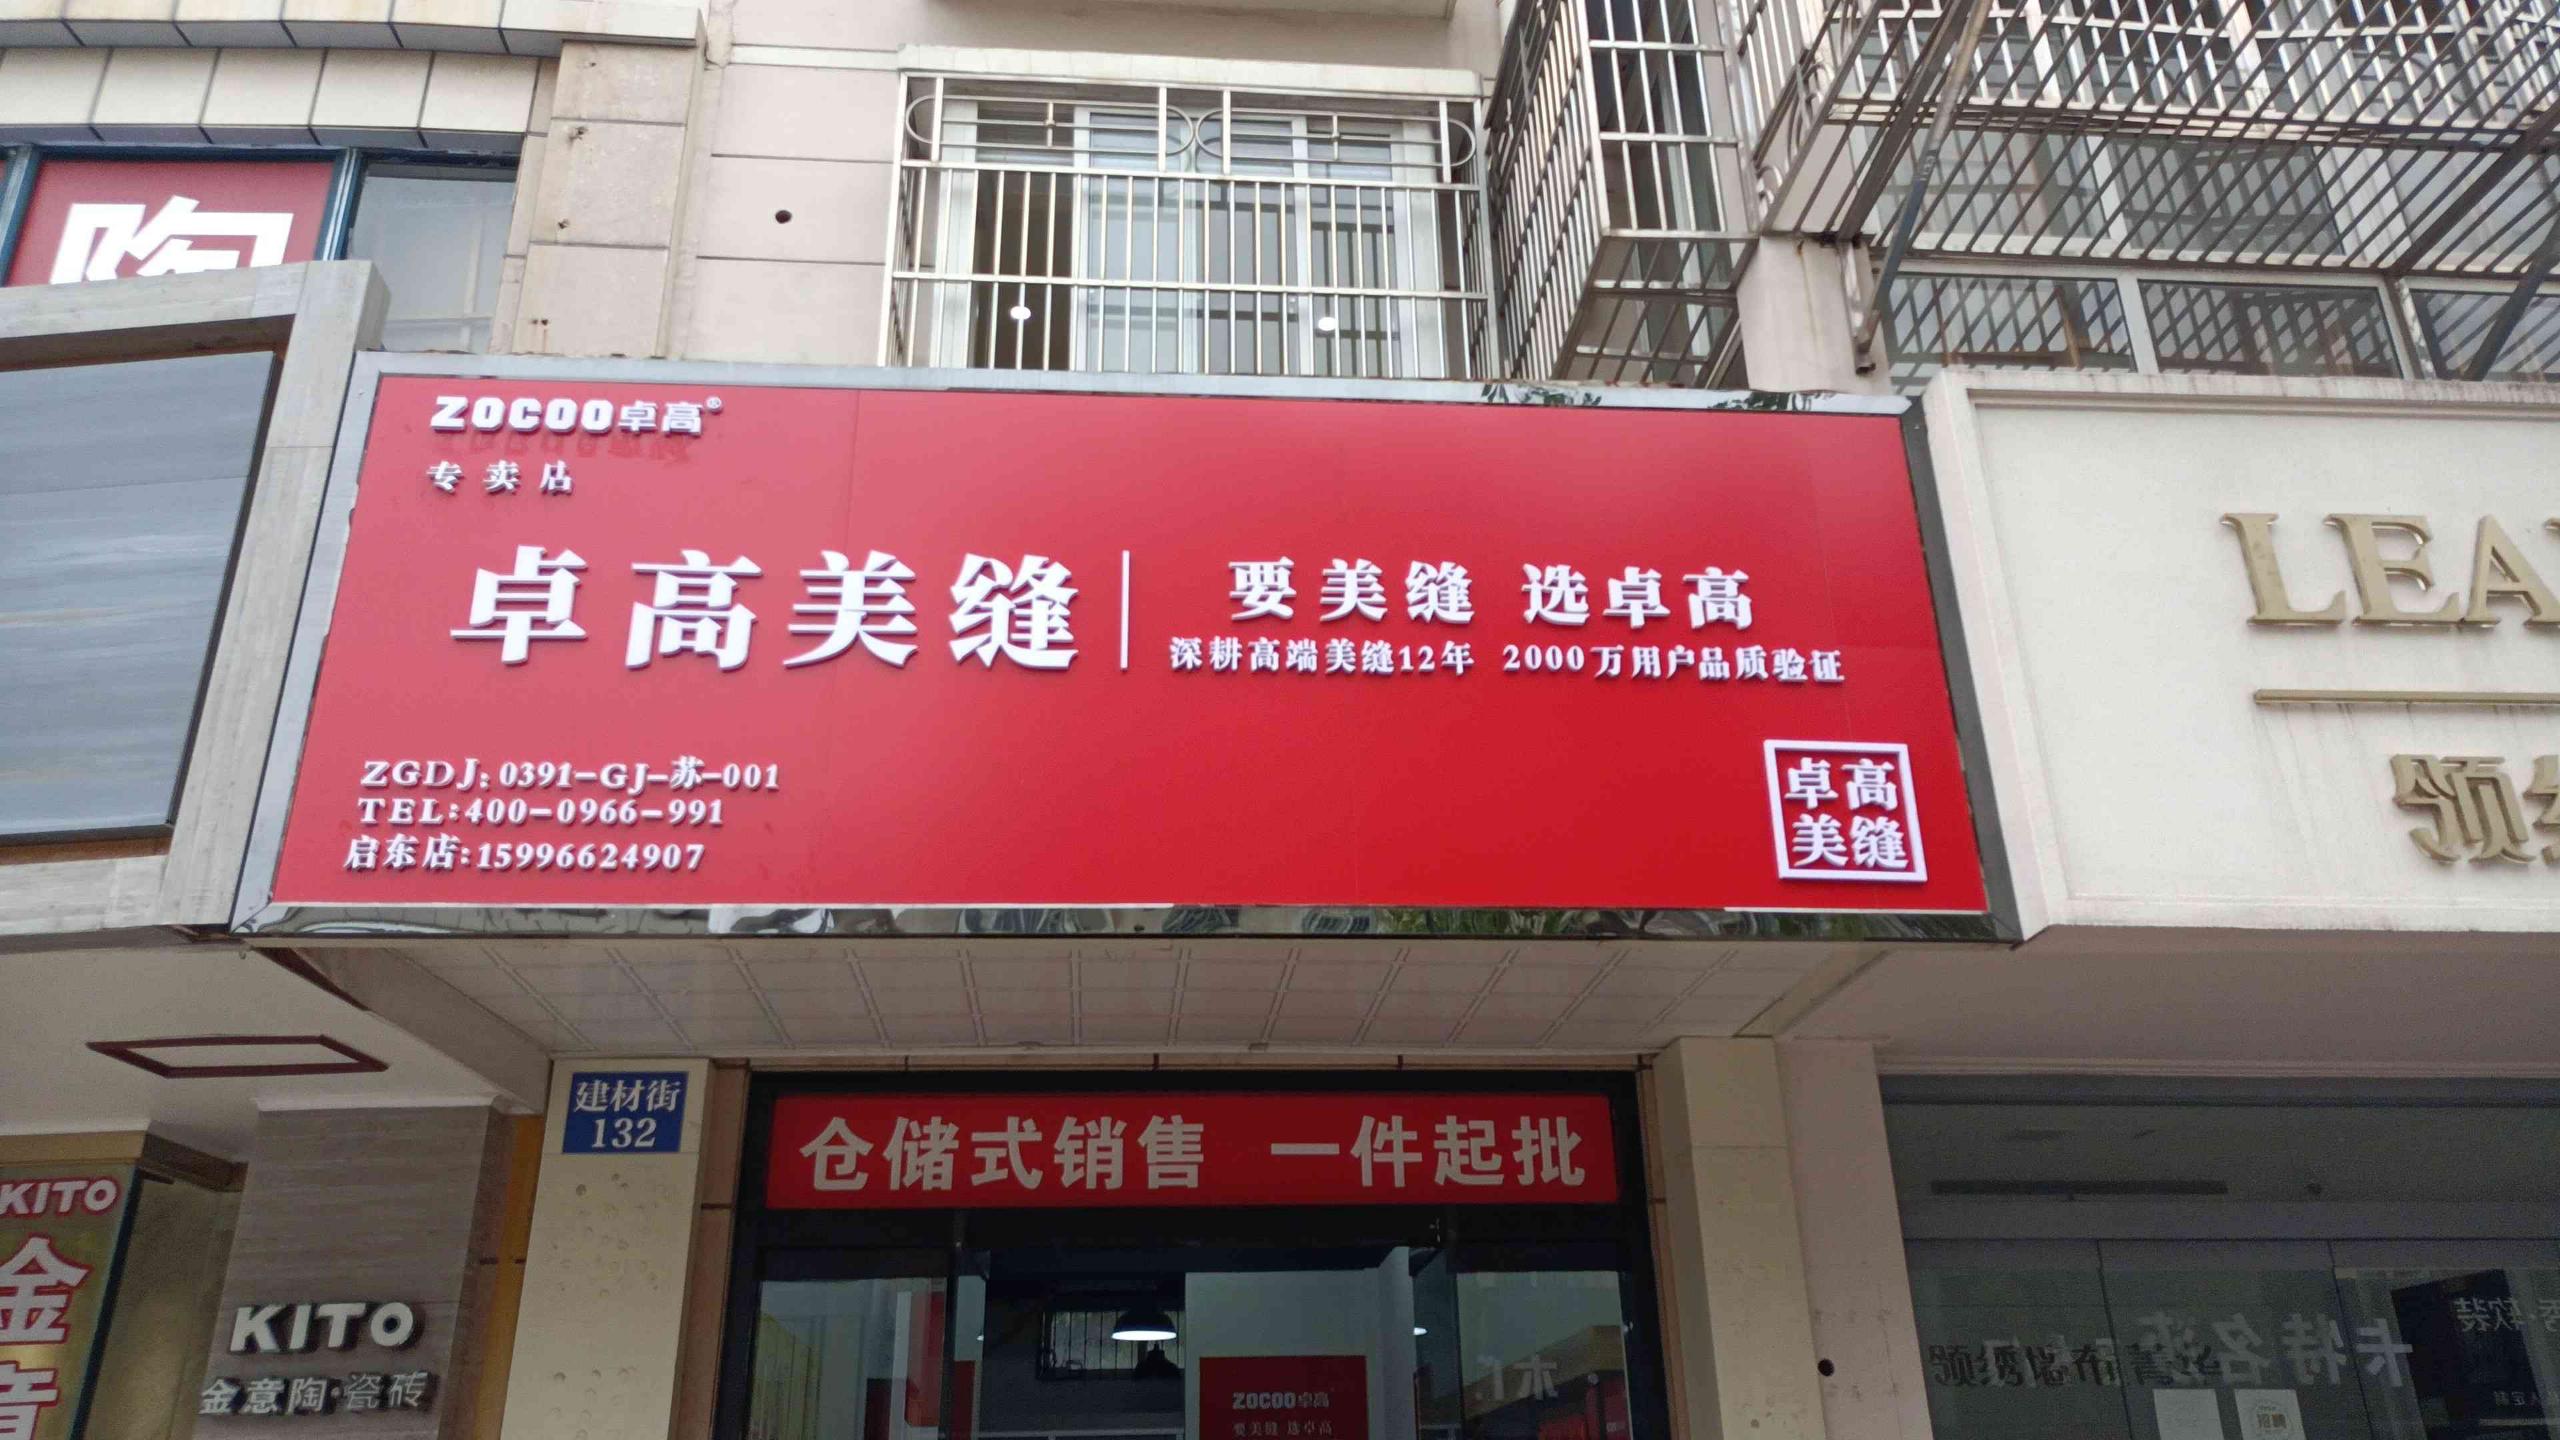 陶
ZOCOO卓高®
专卖店
卓高美缝
要美缝 选卓高
深耕高端美缝12年 2000万用户品质验证
ZGDJ:0391-GJ-苏-001
TEL:400-0966-991
启东店:15996624907
卓高
美缝
LEA
领
建材街
132
仓储式销售 一件起批
KITO
金
音
KITO
金意陶·瓷砖
ZOCOO卓高
要美缝 选卓高